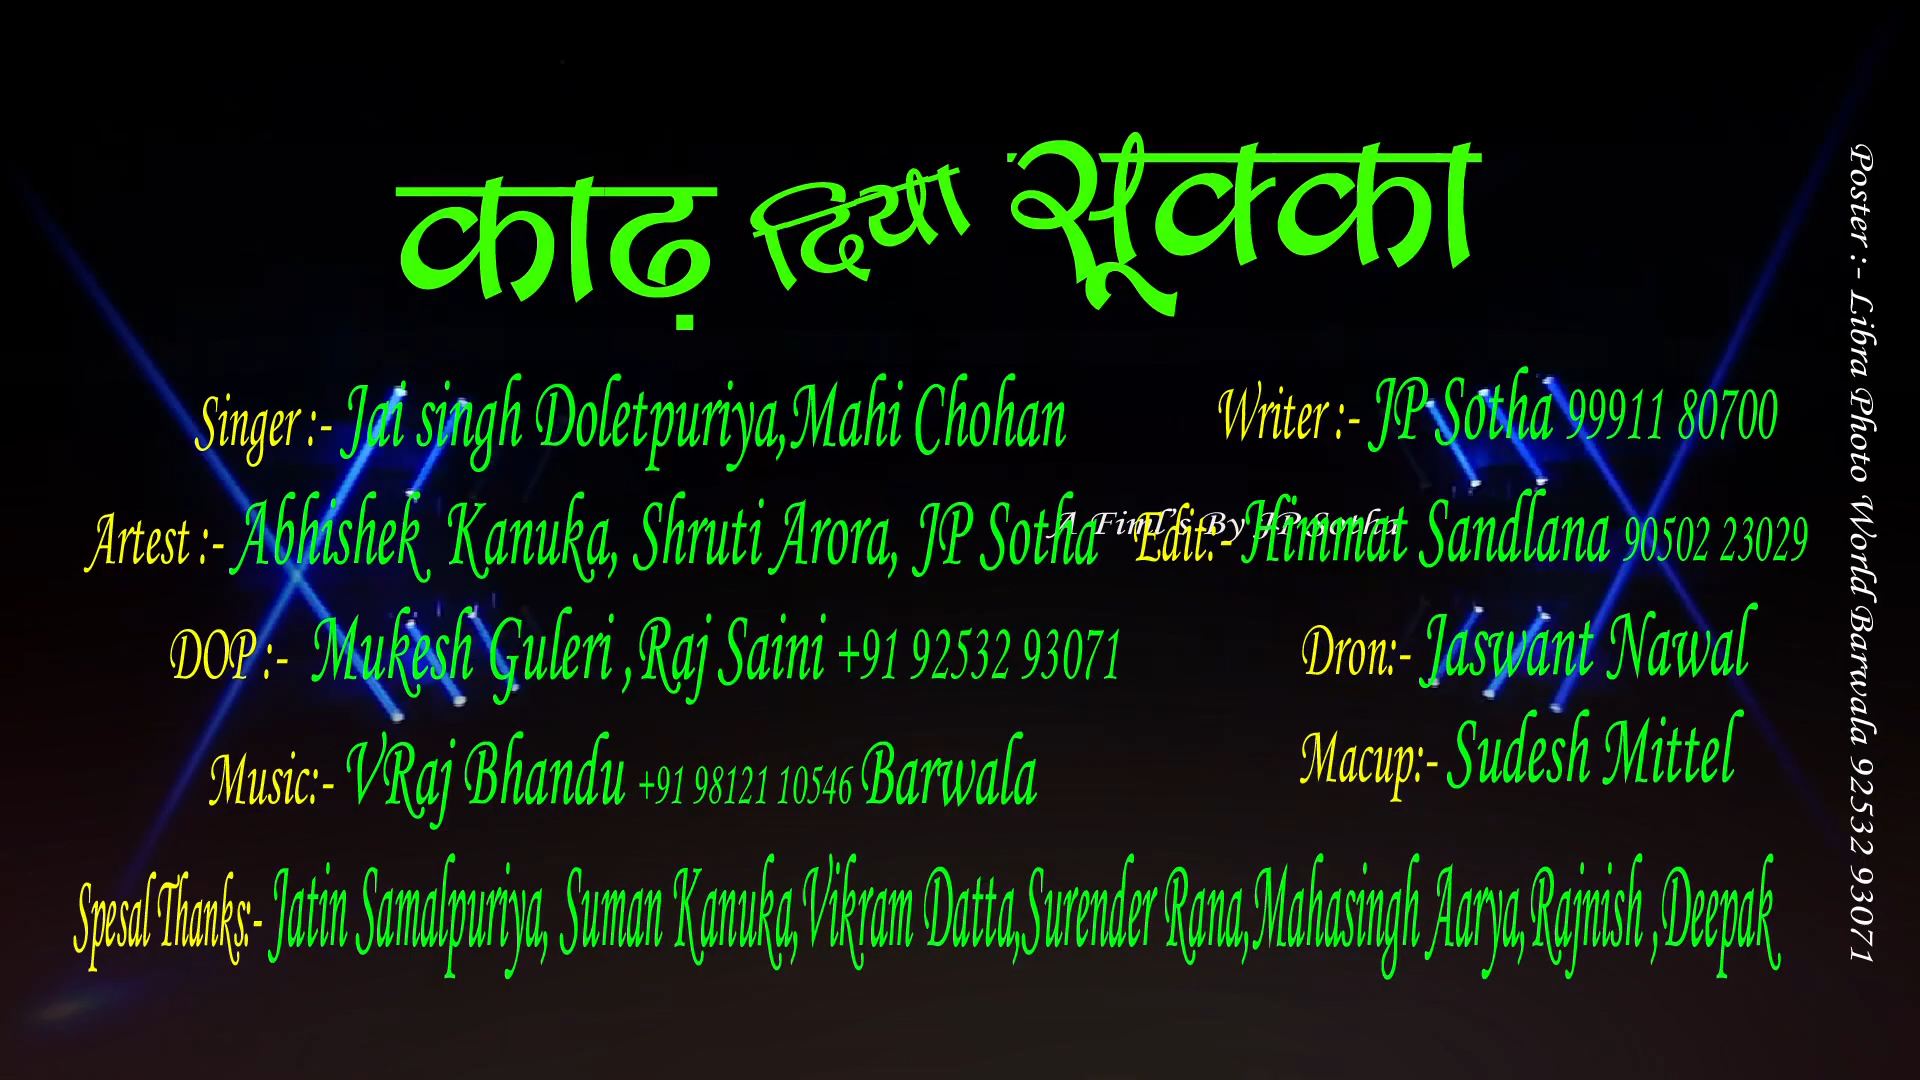 काढ़ दिया सूक्का
Singer :- Jai singh Doletpuriya,Mahi Chohan
Writer :- JP Sotha 99911 80700
Artest :- Abhishek Kanuka, Shruti Arora, JP Sotha
A Fiml's By JP Sotha
Edit:- Himmat Sandlana 90502 23029
DOP :- Mukesh Guleri ,Raj Saini +91 92532 93071
Dron:- Jaswant Nawal
Music:- VRaj Bhandu +91 98121 10546 Barwala
Macup:- Sudesh Mittel
Spesal Thanks:- Jatin Samalpuriya, Suman Kanuka,Vikram Datta,Surender Rana,Mahasingh Aarya,Rajnish ,Deepak
Poster :- Libra Photo World Barwala 92532 93071